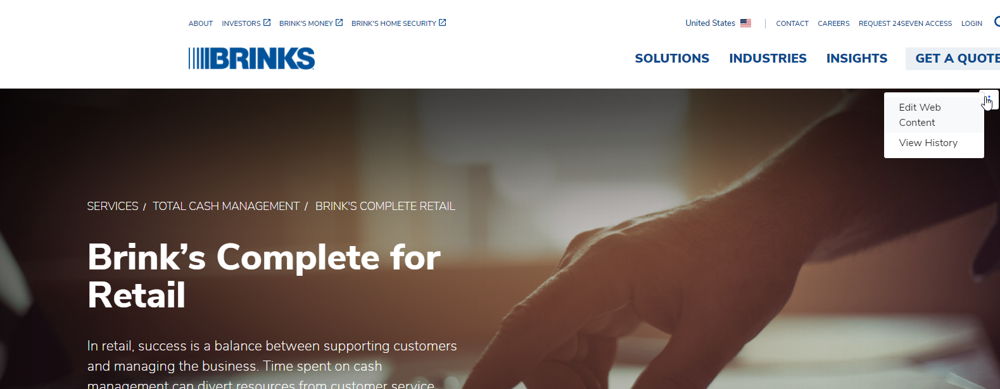 ABOUT INVESTORS BRINK'S MONEY BRINK'S HOME SECURITY United States CONTACT CAREERS REQUEST 24SEVEN ACCESS LOGIN
BRINKS SOLUTIONS INDUSTRIES INSIGHTS GET A QUOTE
Edit Web
Content
View History
SERVICES / TOTAL CASH MANAGEMENT / BRINK'S COMPLETE RETAIL
Brink’s Complete for
Retail
In retail, success is a balance between supporting customers
and managing the business. Time spent on cash
management can divert resources from customer service